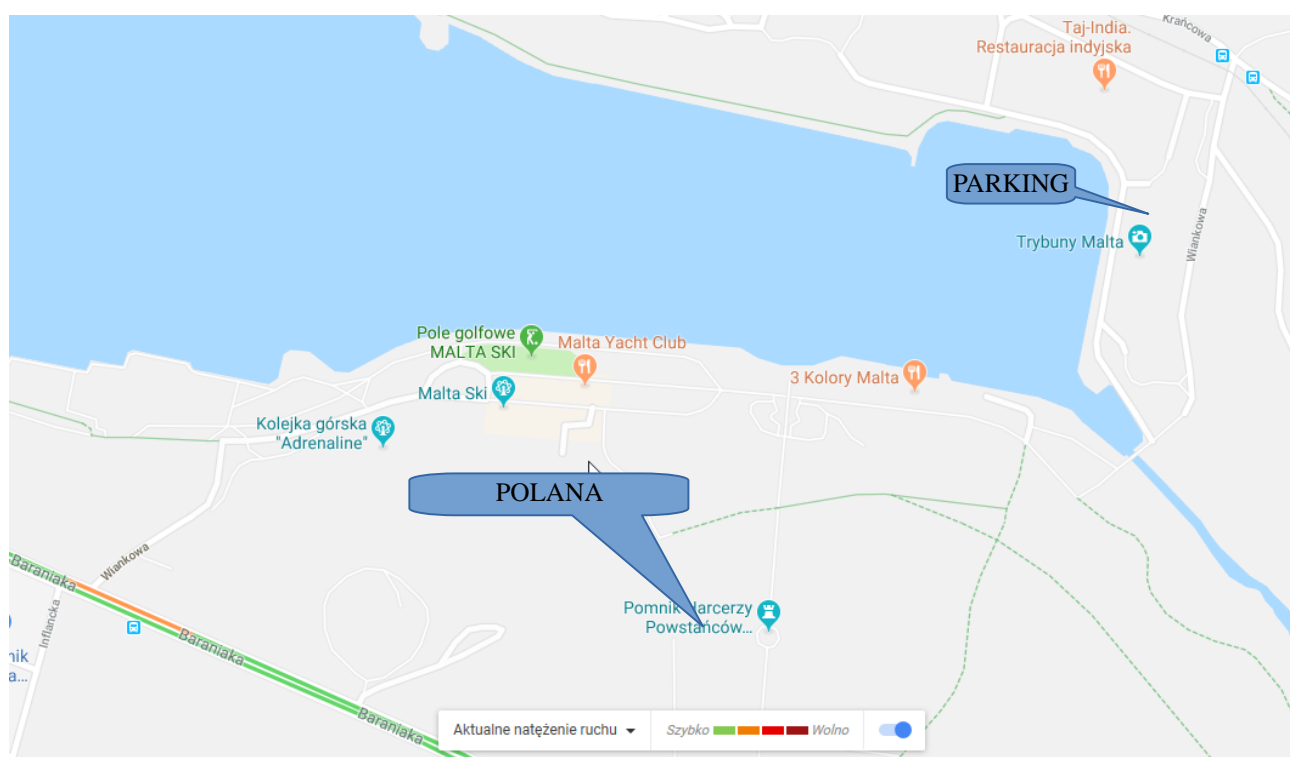 Krańcowa
Taj-India.
Restauracja indyjska
PARKING
Wiankowa
Trybuny Malta
Pole golfowe
MALTA SKI
Malta Yacht Club
3 Kolory Malta
Malta Ski
Kolejka górska
"Adrenaline"
POLANA
Wiankowa
Baraniaka
Inflancka
Pomnik Harcerzy
Powstańców...
Baraniaka
nik
a...
Baraniaka
Aktualne natężenie ruchu
Szybko
Wolno